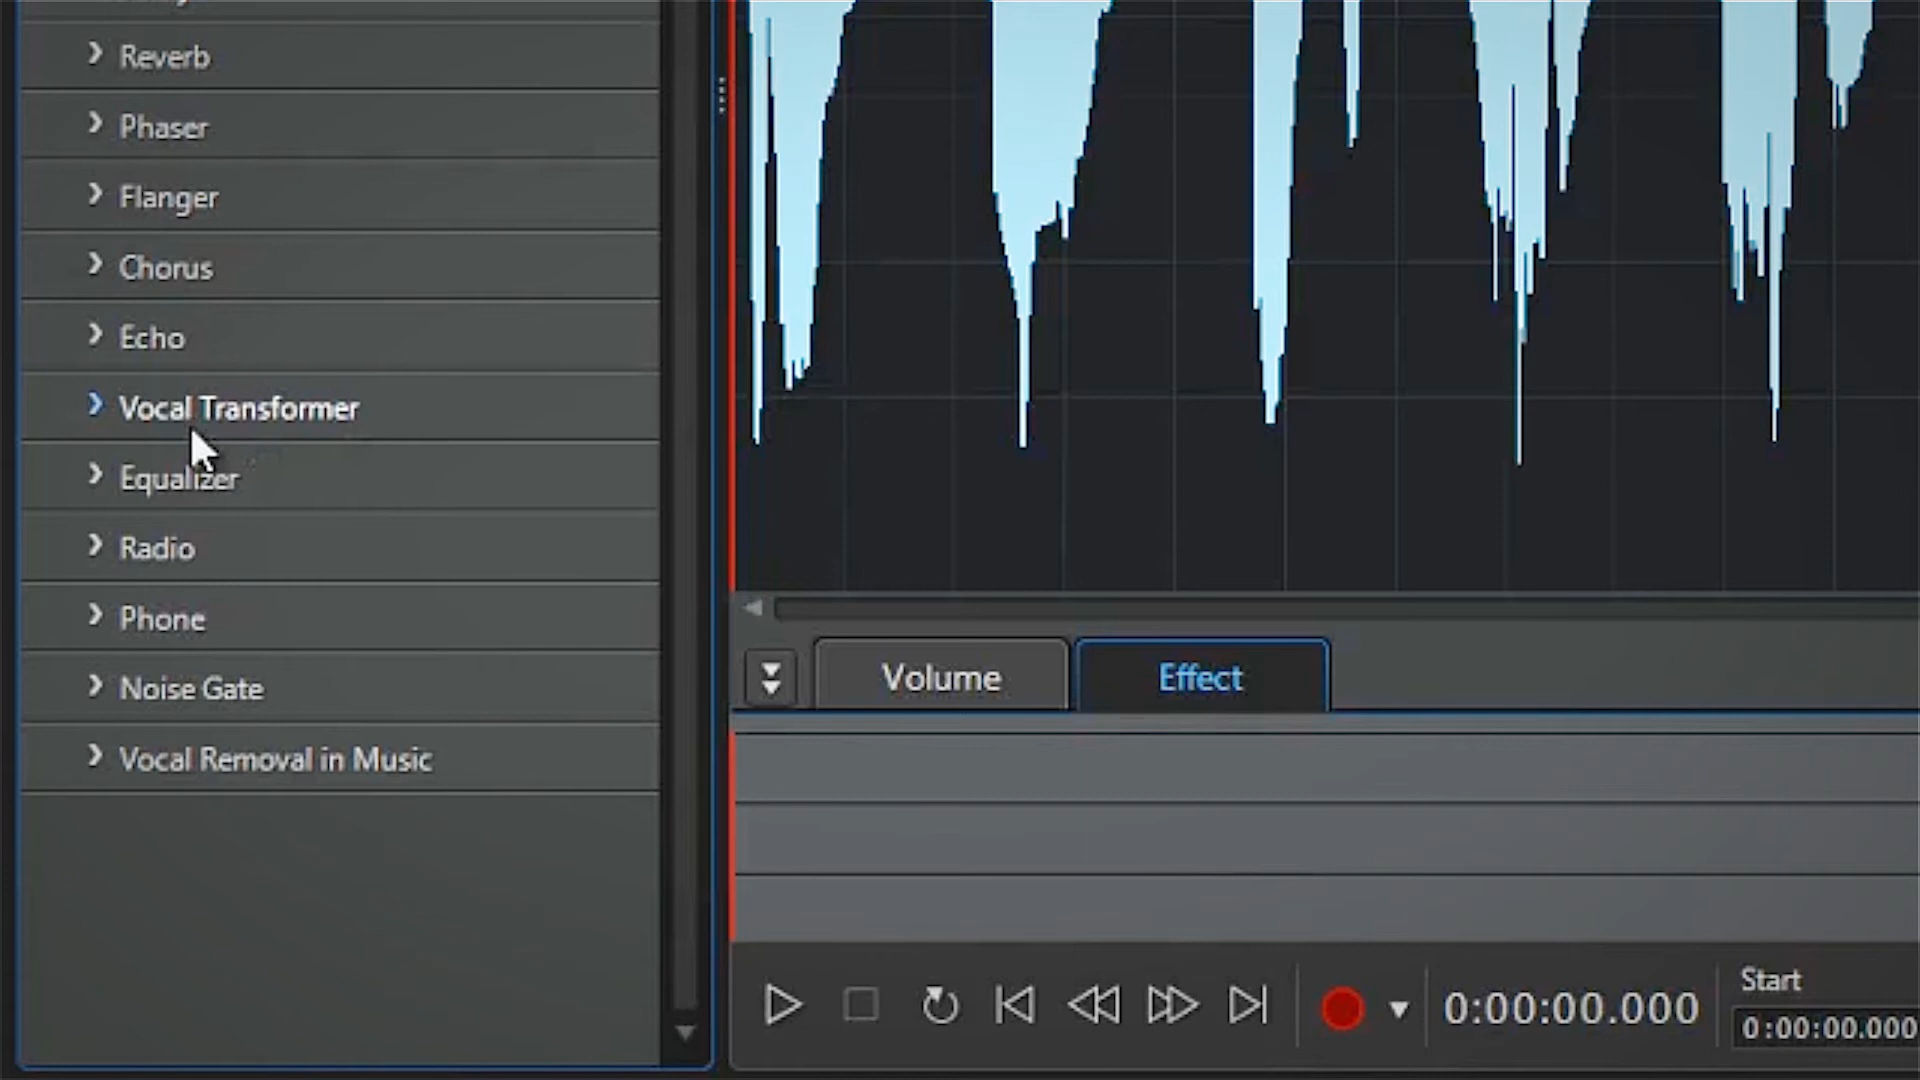 Reverb
Phaser
Flanger
Chorus
Echo
Vocal Transformer
Equalizer
Radio
Phone
Noise Gate
Vocal Removal in Music
Volume
Effect
0:00:00.000
Start
0:00:00.000